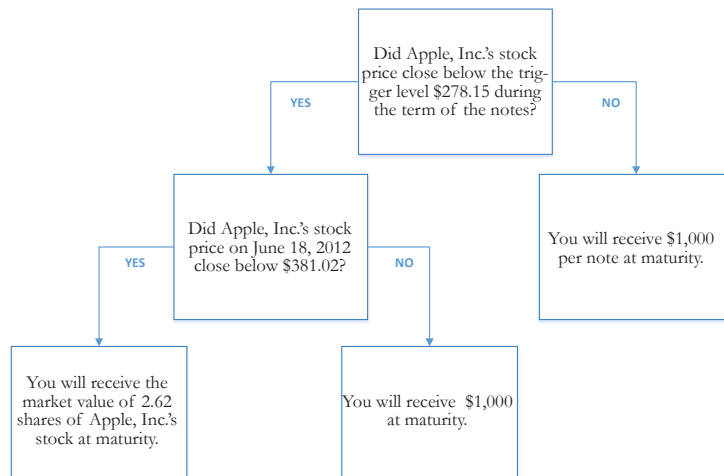 Did Apple, Inc.'s stock
price close below the trig-
ger level $278.15 during
the term of the notes?
YES
NO
Did Apple, Inc.'s stock
price on June 18, 2012
close below $381.02?
You will receive $1,000
per note at maturity.
YES
NO
You will receive the
market value of 2.62
shares of Apple, Inc.'s
stock at maturity.
You will receive $1,000
at maturity.